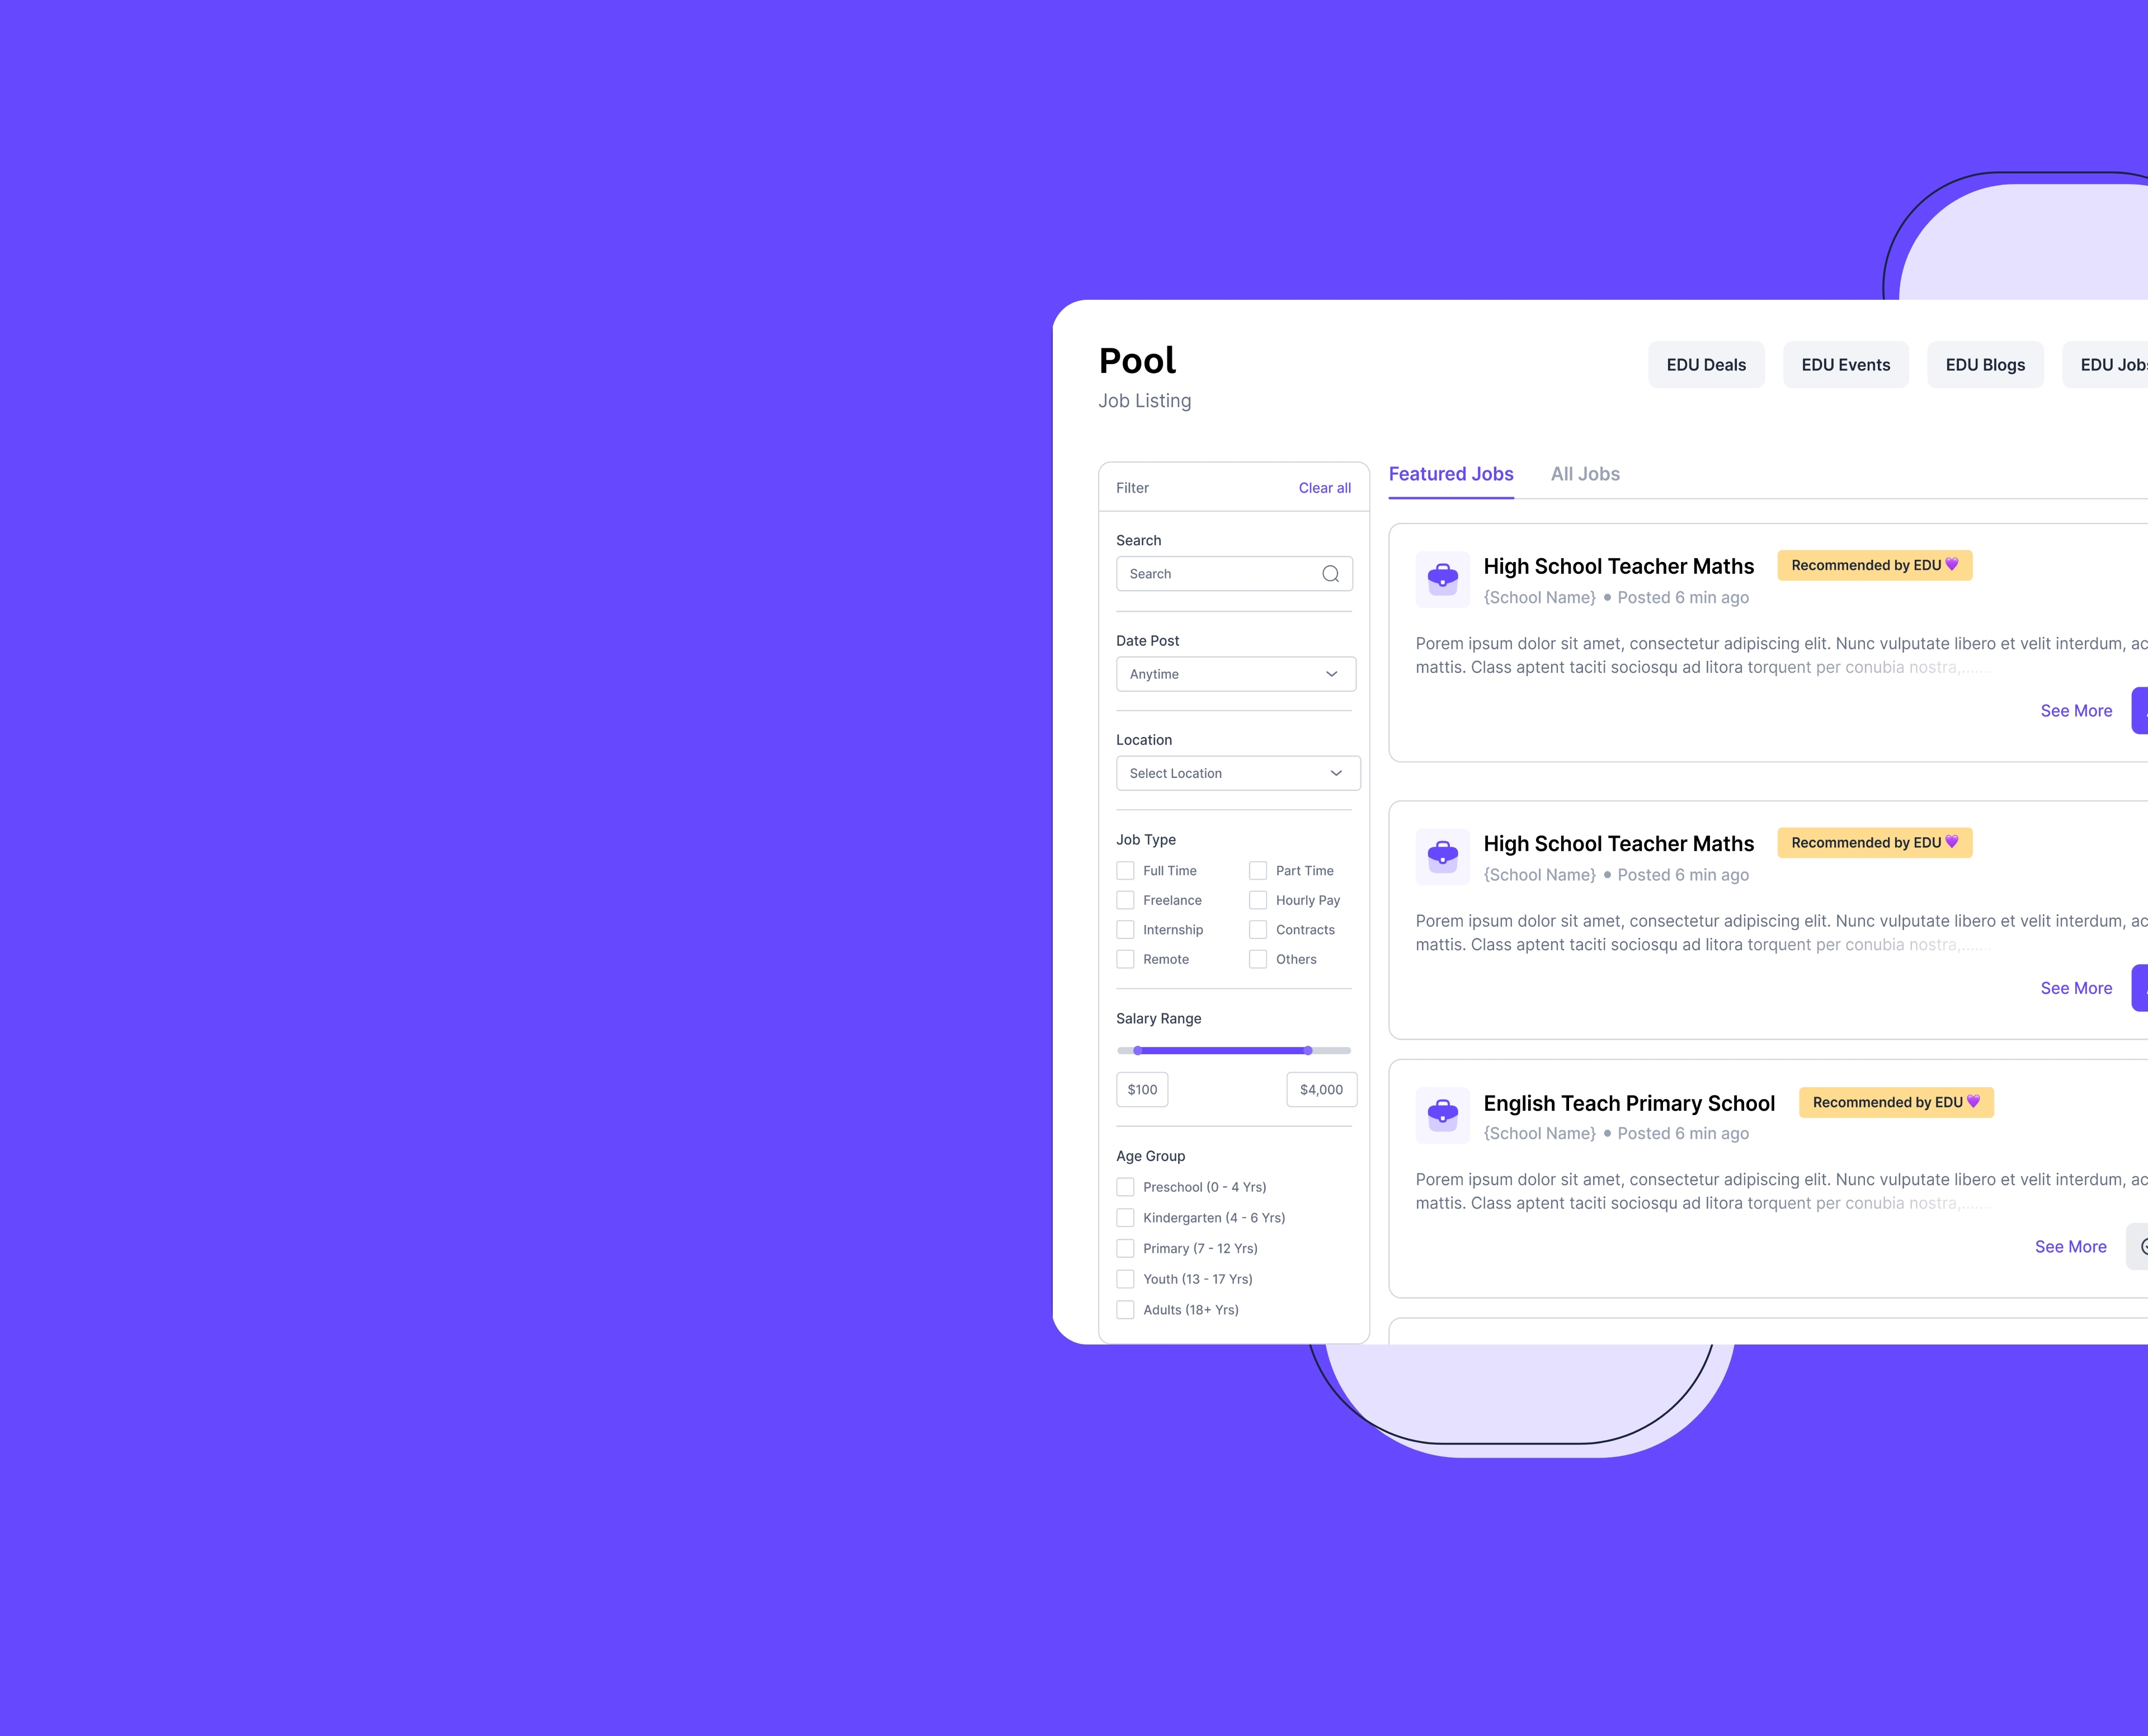 Pool
Job Listing
EDU Deals
EDU Events
EDU Blogs
EDU Jobs
Filter
Clear all
Search
Search
Date Post
Anytime
Location
Select Location
Job Type
Full Time
Part Time
Freelance
Hourly Pay
Internship
Contracts
Remote
Others
Salary Range
$100
$4,000
Age Group
Preschool (0 - 4 Yrs)
Kindergarten (4 - 6 Yrs)
Primary (7 - 12 Yrs)
Youth (13 - 17 Yrs)
Adults (18+ Yrs)
Featured Jobs
All Jobs
High School Teacher Maths
Recommended by EDU 💜
{School Name} • Posted 6 min ago
Porem ipsum dolor sit amet, consectetur adipiscing elit. Nunc vulputate libero et velit interdum, ac
mattis. Class aptent taciti sociosqu ad litora torquent per conubia nostra,......
See More
High School Teacher Maths
Recommended by EDU 💜
{School Name} • Posted 6 min ago
Porem ipsum dolor sit amet, consectetur adipiscing elit. Nunc vulputate libero et velit interdum, ac
mattis. Class aptent taciti sociosqu ad litora torquent per conubia nostra,......
See More
English Teach Primary School
Recommended by EDU 💜
{School Name} • Posted 6 min ago
Porem ipsum dolor sit amet, consectetur adipiscing elit. Nunc vulputate libero et velit interdum, ac
mattis. Class aptent taciti sociosqu ad litora torquent per conubia nostra,......
See More